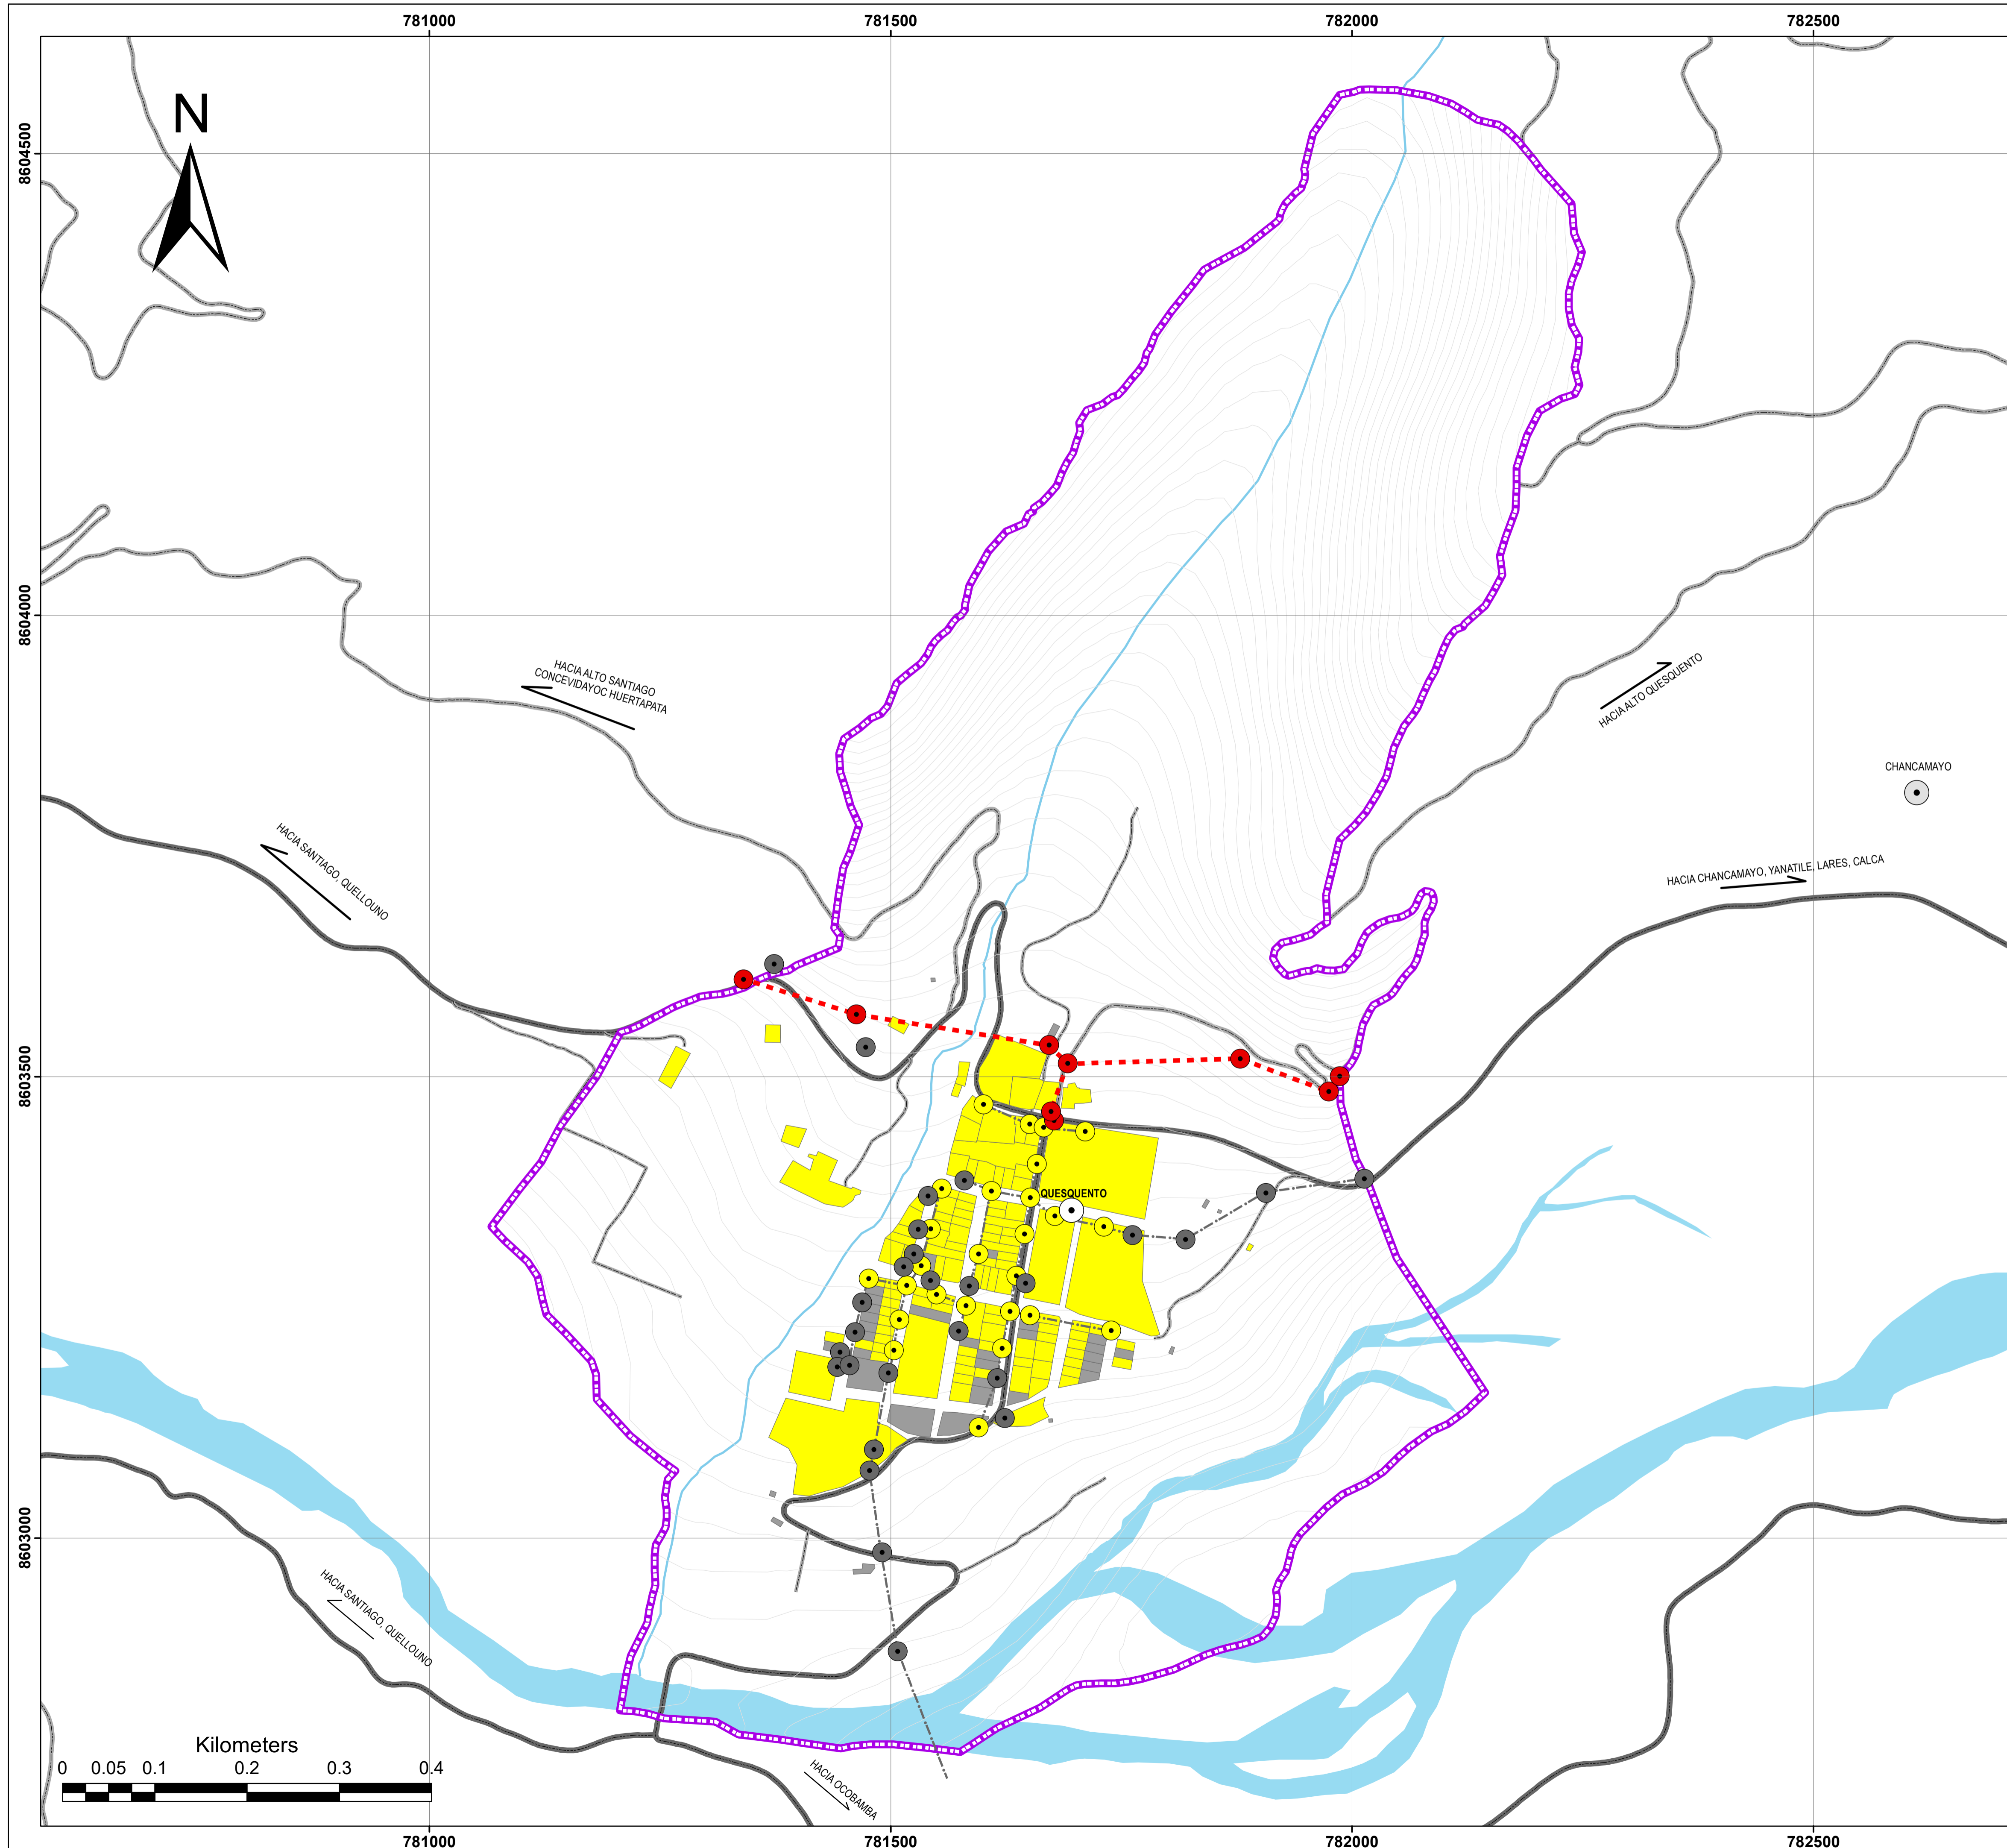 781000
781500
782000
782500
N
8604500
8604000
HACIA ALTO SANTIAGO
CONCEVIDAYOC HUERTAPATA
HACIA ALTO QUESQUENTO
CHANCAMAYO
HACIA SANTIAGO, QUELLOUNO
HACIA CHANCAMAYO, YANATILE, LARES, CALCA
8603500
QUESQUENTO
8603000
HACIA SANTIAGO, QUELLOUNO
Kilometers
0 0.05 0.1 0.2 0.3 0.4
HACIA OCOBAMBA
781000
781500
782000
782500